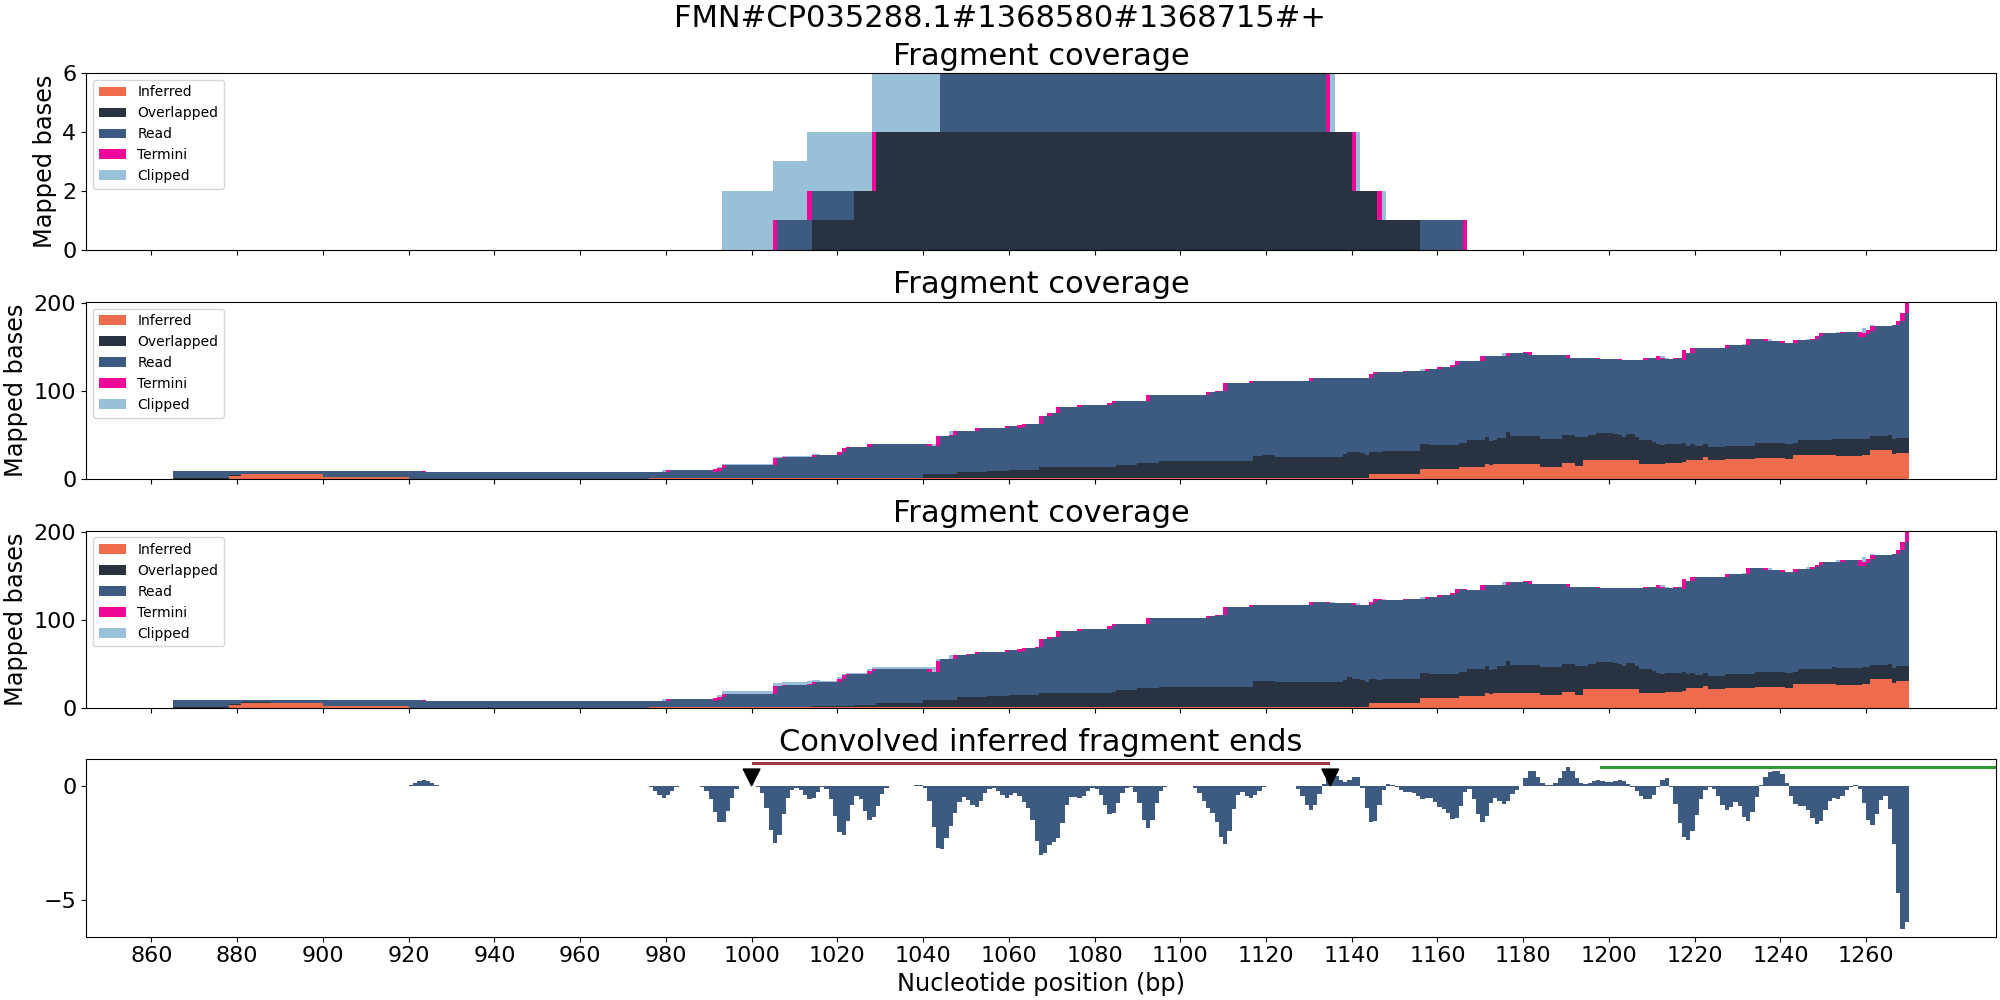 FMN#CP035288.1#1368580#1368715#+
Fragment coverage
Mapped bases
6
4
2
0
Inferred
Overlapped
Read
Termini
Clipped
Fragment coverage
Mapped bases
200
100
0
Inferred
Overlapped
Read
Termini
Clipped
Fragment coverage
Mapped bases
200
100
0
Inferred
Overlapped
Read
Termini
Clipped
Convolved inferred fragment ends
0
−5
860 880 900 920 940 960 980 1000 1020 1040 1060 1080 1100 1120 1140 1160 1180 1200 1220 1240 1260
Nucleotide position (bp)